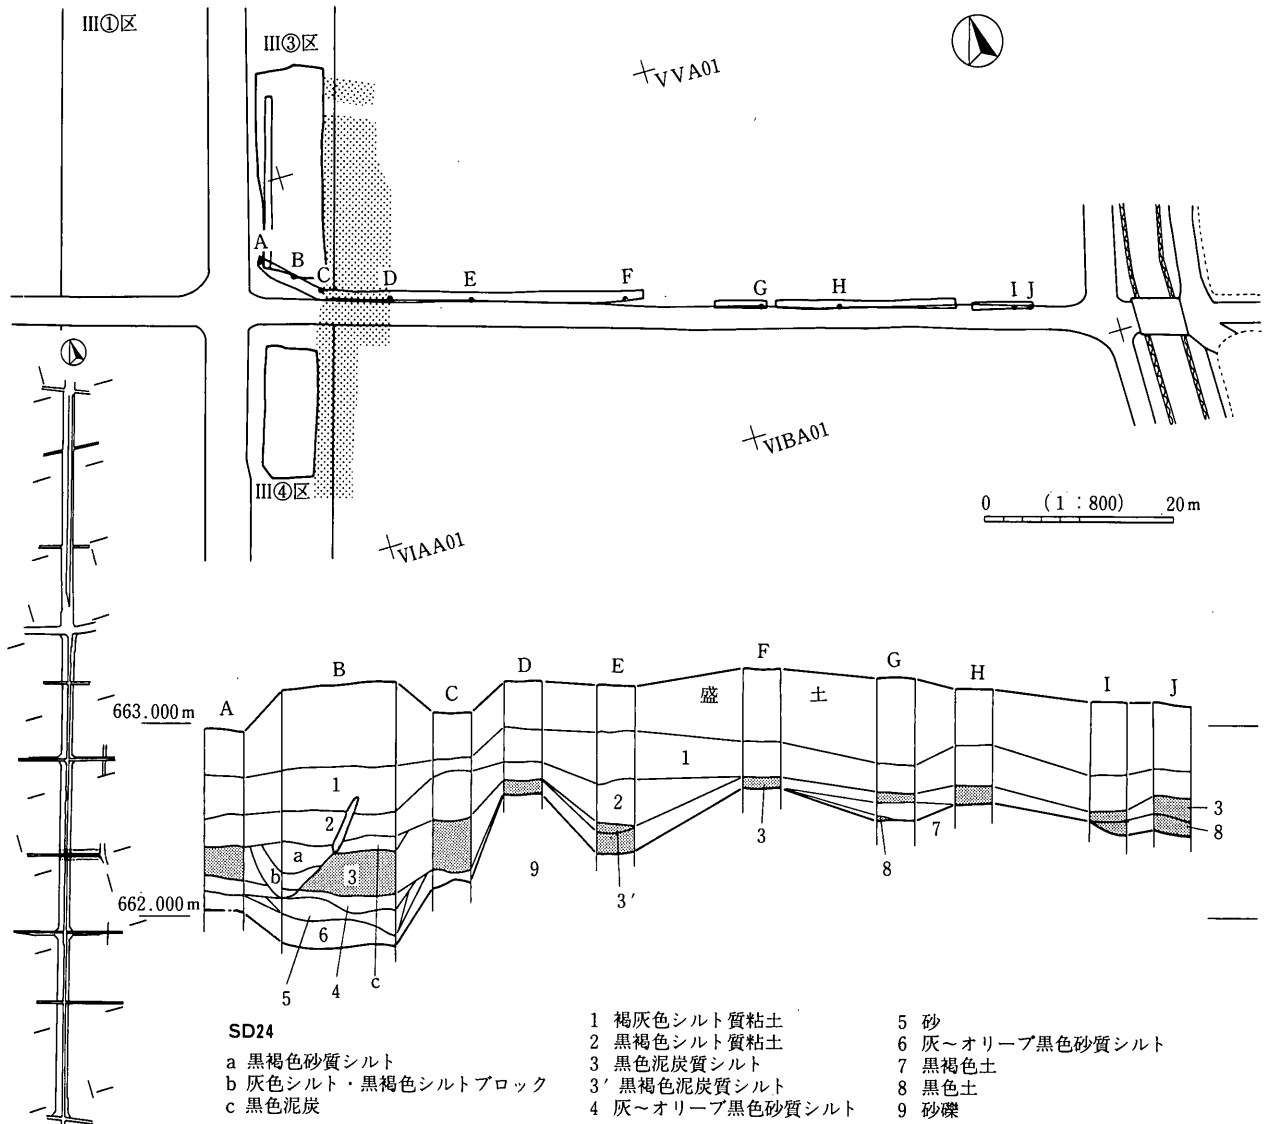 III①区
III③区
VVA01
A
B
C
D
E
F
G
H
I J
VIBA01
III④区
0 (1:800) 20m
VIAA01
A
B
C
D
E
F
G
H
I
J
盛 土
663.000m
662.000m
1
2
3
a
b
6
5
4
c
9
2
3′
1
3
8
7
3
8
SD24
a 黒褐色砂質シルト
b 灰色シルト・黒褐色シルトブロック
c 黒色泥炭
1 褐灰色シルト質粘土
2 黒褐色シルト質粘土
3 黒色泥炭質シルト
3′ 黒褐色泥炭質シルト
4 灰～オリーブ黒色砂質シルト
5 砂
6 灰～オリーブ黒色砂質シルト
7 黒褐色土
8 黒色土
9 砂礫